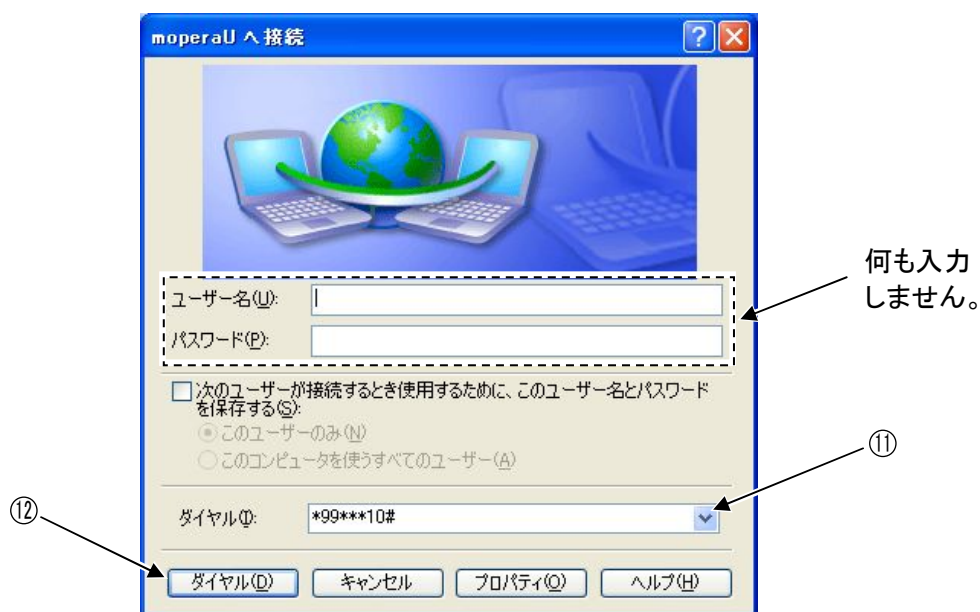 moperaU へ接続
何も入力
しません。
ユーザー名(U):
パスワード(P):
次のユーザーが接続するとき使用するために、このユーザー名とパスワード
を保存する(S):
このユーザーのみ(N)
このコンピュータを使うすべてのユーザー(A)
⑪
⑫
ダイヤル(I):
*99***10#
ダイヤル(D)
キャンセル
プロパティ(O)
ヘルプ(H)